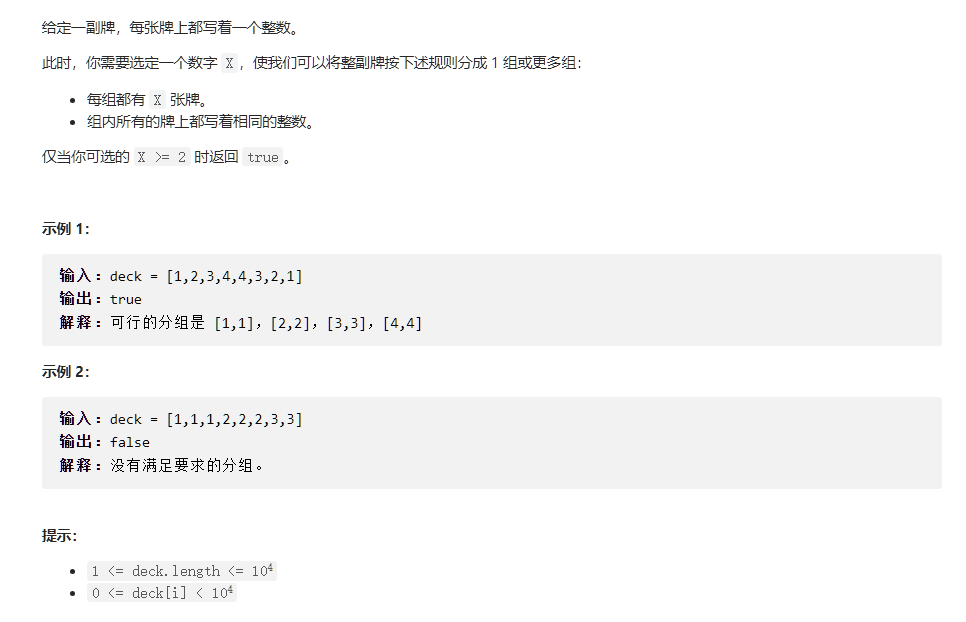 给定一副牌，每张牌上都写着一个整数。
此时，你需要选定一个数字 X，使我们可以将整副牌按下述规则分成 1 组或更多组：
每组都有 X 张牌。
组内所有的牌上都写着相同的整数。
仅当你可选的 X >= 2 时返回 true。
示例 1：
输入：deck = [1,2,3,4,4,3,2,1]
输出：true
解释：可行的分组是 [1,1]，[2,2]，[3,3]，[4,4]
示例 2：
输入：deck = [1,1,1,2,2,2,3,3]
输出：false
解释：没有满足要求的分组。
提示：
1 <= deck.length <= 10⁴
0 <= deck[i] < 10⁴